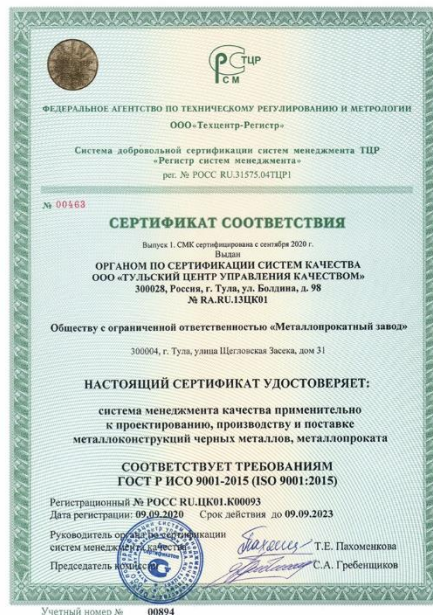 РС ТЦР
СМ
ФЕДЕРАЛЬНОЕ АГЕНТСТВО ПО ТЕХНИЧЕСКОМУ РЕГУЛИРОВАНИЮ И МЕТРОЛОГИИ
ООО«Техцентр-Регистр»
Система добровольной сертификации систем менеджмента ТЦР
«Регистр систем менеджмента»
рег. № РОСС RU.31575.04ТЦР1
№ 00463
СЕРТИФИКАТ СООТВЕТСТВИЯ
Выпуск 1. СМК сертифицирована с сентября 2020 г.
Выдан
ОРГАНОМ ПО СЕРТИФИКАЦИИ СИСТЕМ КАЧЕСТВА
ООО «ТУЛЬСКИЙ ЦЕНТР УПРАВЛЕНИЯ КАЧЕСТВОМ»
300028, Россия, г. Тула, ул. Болдина, д. 98
№ RA.RU.13ЦК01
Обществу с ограниченной ответственностью «Металлопрокатный завод»
300004, г. Тула, улица Щегловская Засека, дом 31
НАСТОЯЩИЙ СЕРТИФИКАТ УДОСТОВЕРЯЕТ:
система менеджмента качества применительно
к проектированию, производству и поставке
металлоконструкций черных металлов, металлопроката
СООТВЕТСТВУЕТ ТРЕБОВАНИЯМ
ГОСТ Р ИСО 9001-2015 (ISO 9001:2015)
Регистрационный № РОСС RU.ЦК01.К00093
Дата регистрации: 09.09.2020 Срок действия до 09.09.2023
Руководитель органа по сертификации
систем менеджмента качества Т.Е. Пахоменкова
Председатель комиссии С.А. Гребенщиков
Учетный номер № 00894